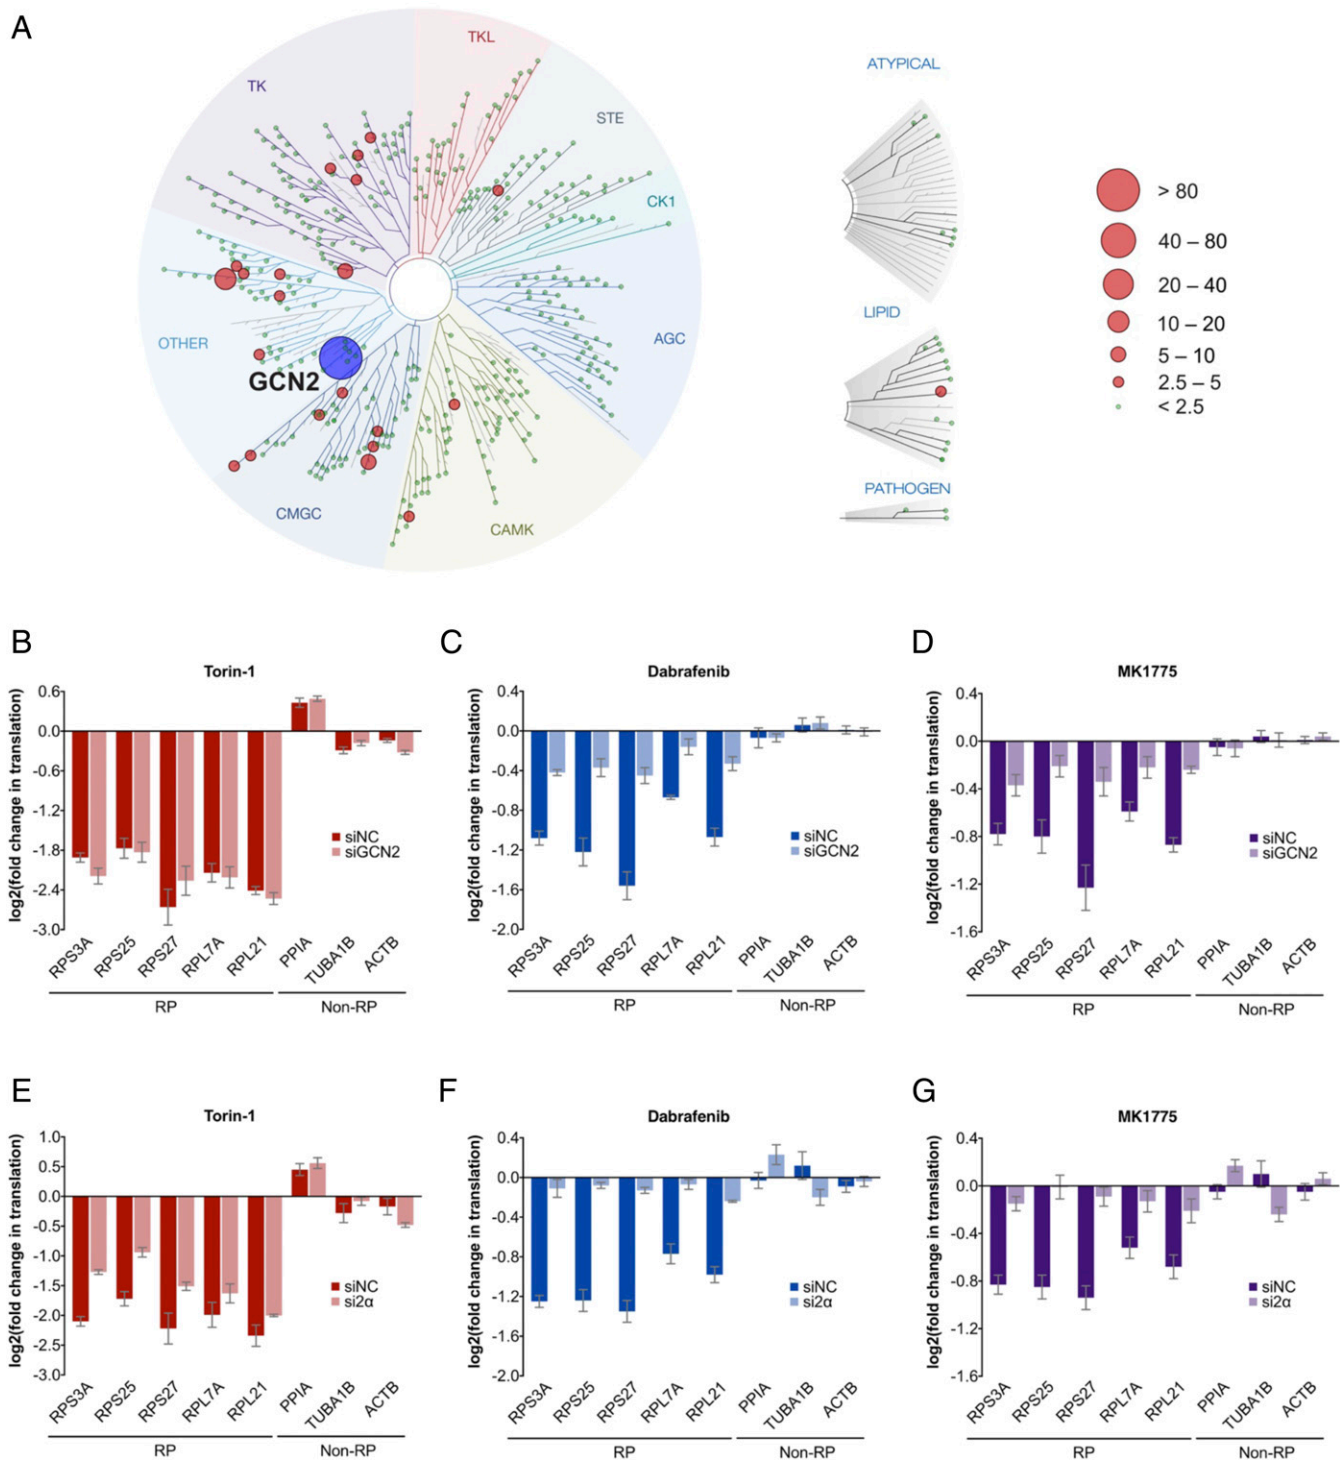 A
TKL
TK
STE
CK1
AGC
OTHER
GCN2
CMGC
CAMK
ATYPICAL
LIPID
PATHOGEN
> 80
40 – 80
20 – 40
10 – 20
5 – 10
2.5 – 5
< 2.5
B
Torin-1
log2(fold change in translation)
0.6
0.0
-0.6
-1.2
-1.8
-2.4
-3.0
siNC
siGCN2
RPS3A
RPS25
RPS27
RPL7A
RPL21
PPIA
TUBA1B
ACTB
RP
Non-RP
C
Dabrafenib
log2(fold change in translation)
0.4
0.0
-0.4
-0.8
-1.2
-1.6
-2.0
siNC
siGCN2
RPS3A
RPS25
RPS27
RPL7A
RPL21
PPIA
TUBA1B
ACTB
RP
Non-RP
D
MK1775
log2(fold change in translation)
0.4
0.0
-0.4
-0.8
-1.2
-1.6
siNC
siGCN2
RPS3A
RPS25
RPS27
RPL7A
RPL21
PPIA
TUBA1B
ACTB
RP
Non-RP
E
Torin-1
log2(fold change in translation)
1.0
0.5
0.0
-0.5
-1.0
-1.5
-2.0
-2.5
-3.0
siNC
si2α
RPS3A
RPS25
RPS27
RPL7A
RPL21
PPIA
TUBA1B
ACTB
RP
Non-RP
F
Dabrafenib
log2(fold change in translation)
0.4
0.0
-0.4
-0.8
-1.2
-1.6
-2.0
siNC
si2α
RPS3A
RPS25
RPS27
RPL7A
RPL21
PPIA
TUBA1B
ACTB
RP
Non-RP
G
MK1775
log2(fold change in translation)
0.4
0.0
-0.4
-0.8
-1.2
-1.6
siNC
si2α
RPS3A
RPS25
RPS27
RPL7A
RPL21
PPIA
TUBA1B
ACTB
RP
Non-RP